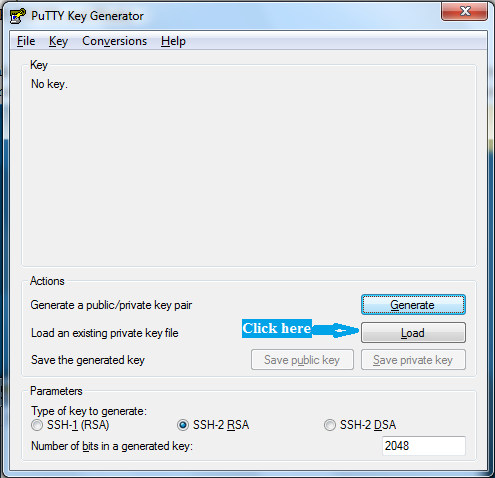 PuTTY Key Generator
File Key Conversions Help
Key
No key.
Actions
Generate a public/private key pair
Generate
Load an existing private key file
Click here
Load
Save the generated key
Save public key
Save private key
Parameters
Type of key to generate:
SSH-1 (RSA)
SSH-2 RSA
SSH-2 DSA
Number of bits in a generated key:
2048